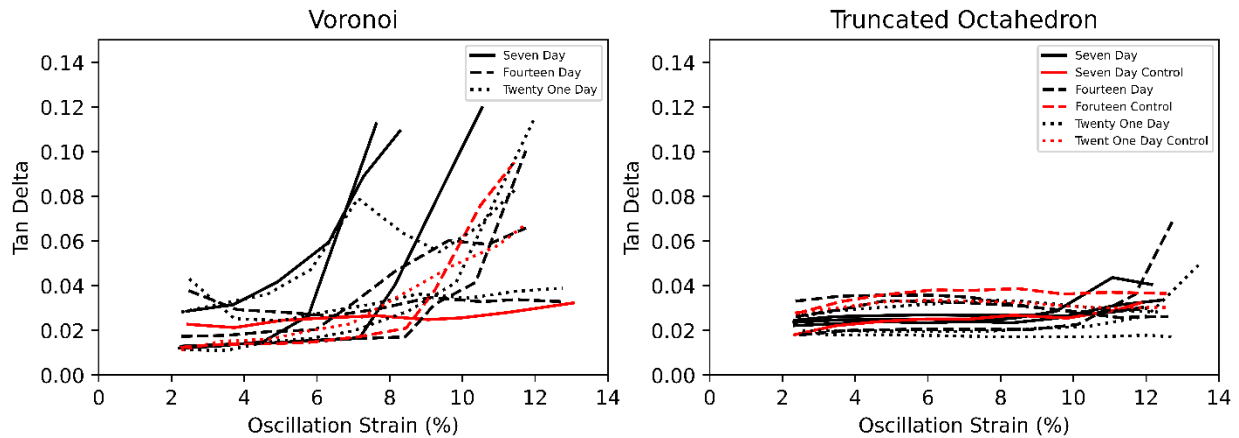 Voronoi
Tan Delta
0.14
0.12
0.10
0.08
0.06
0.04
0.02
0.00
Seven Day
Fourteen Day
Twenty One Day
0
2
4
6
8
10
12
14
Oscillation Strain (%)
Truncated Octahedron
Tan Delta
0.14
0.12
0.10
0.08
0.06
0.04
0.02
0.00
Seven Day
Seven Day Control
Fourteen Day
Foruteen Control
Twenty One Day
Twent One Day Control
0
2
4
6
8
10
12
14
Oscillation Strain (%)